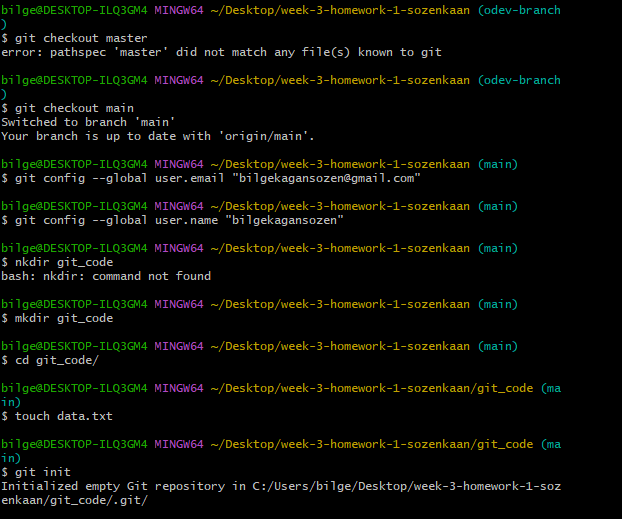 bilge@DESKTOP-ILQ3GM4 MINGW64 ~/Desktop/week-3-homework-1-sozenkaan (odev-branch
)
$ git checkout master
error: pathspec 'master' did not match any file(s) known to git
bilge@DESKTOP-ILQ3GM4 MINGW64 ~/Desktop/week-3-homework-1-sozenkaan (odev-branch
)
$ git checkout main
Switched to branch 'main'
Your branch is up to date with 'origin/main'.
bilge@DESKTOP-ILQ3GM4 MINGW64 ~/Desktop/week-3-homework-1-sozenkaan (main)
$ git config --global user.email "bilgekagansozen@gmail.com"
bilge@DESKTOP-ILQ3GM4 MINGW64 ~/Desktop/week-3-homework-1-sozenkaan (main)
$ git config --global user.name "bilgekagansozen"
bilge@DESKTOP-ILQ3GM4 MINGW64 ~/Desktop/week-3-homework-1-sozenkaan (main)
$ nkdir git_code
bash: nkdir: command not found
bilge@DESKTOP-ILQ3GM4 MINGW64 ~/Desktop/week-3-homework-1-sozenkaan (main)
$ mkdir git_code
bilge@DESKTOP-ILQ3GM4 MINGW64 ~/Desktop/week-3-homework-1-sozenkaan (main)
$ cd git_code/
bilge@DESKTOP-ILQ3GM4 MINGW64 ~/Desktop/week-3-homework-1-sozenkaan/git_code (ma
in)
$ touch data.txt
bilge@DESKTOP-ILQ3GM4 MINGW64 ~/Desktop/week-3-homework-1-sozenkaan/git_code (ma
in)
$ git init
Initialized empty Git repository in C:/Users/bilge/Desktop/week-3-homework-1-soz
enkaan/git_code/.git/